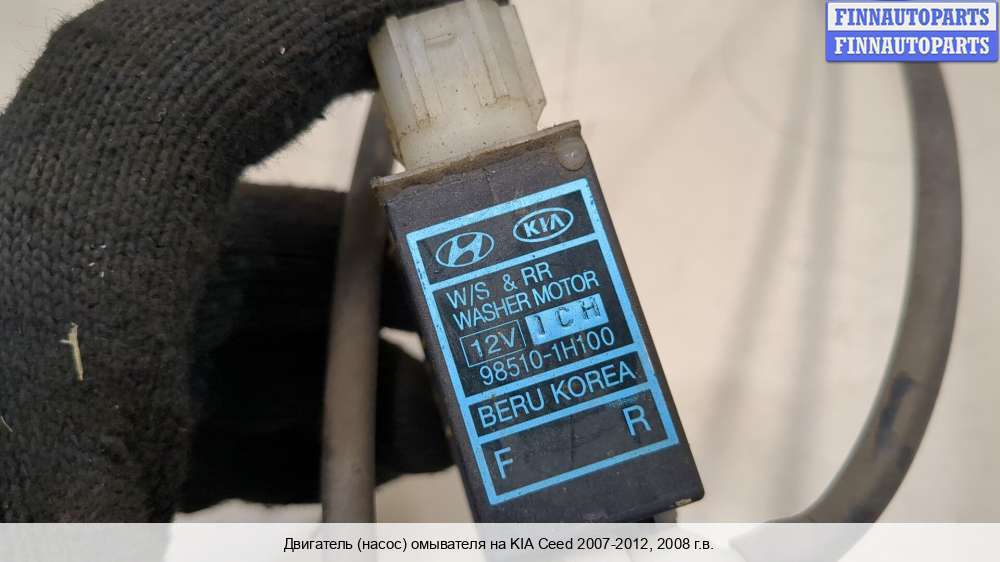 FINNAUTOPARTS
FINNAUTOPARTS
KIA
W/S & RR
WASHER MOTOR
12V 1CH
98510-1H100
BERU KOREA
F R
Двигатель (насос) омывателя на KIA Ceed 2007-2012, 2008 г.в.